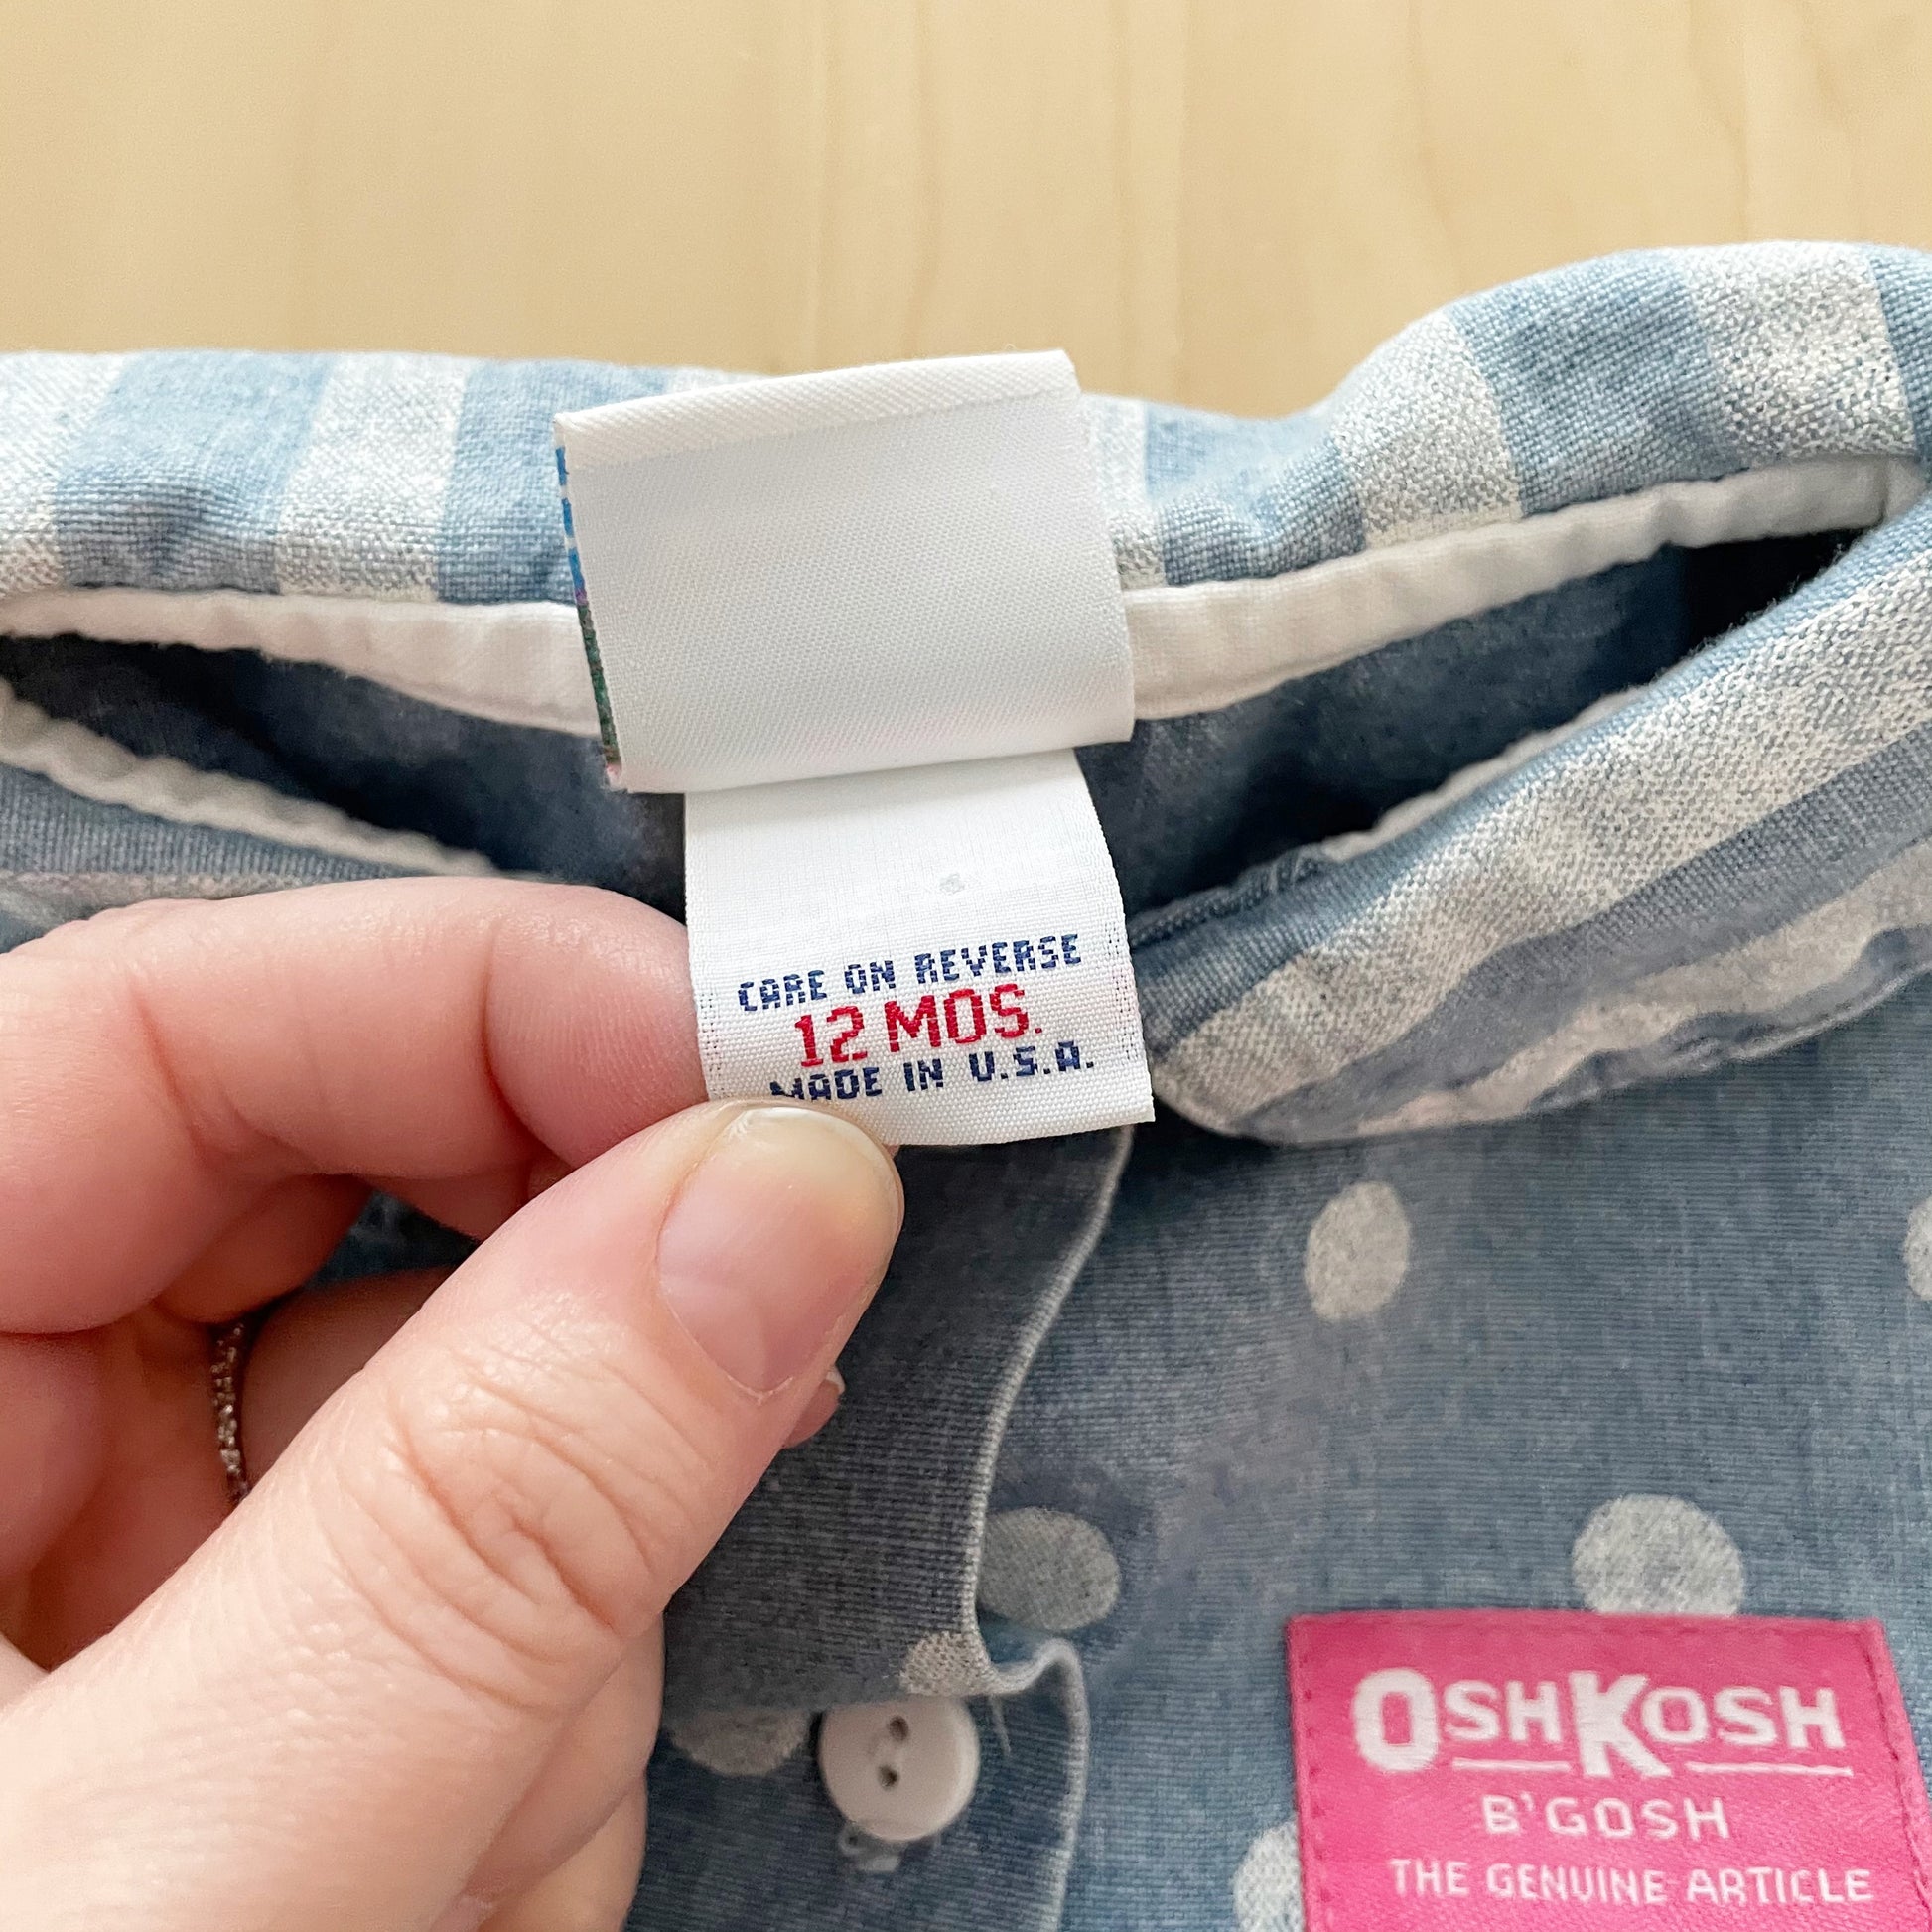 CARE ON REVERSE
12 MOS.
MADE IN U.S.A.
OSHKOSH
B'GOSH
THE GENUINE ARTICLE